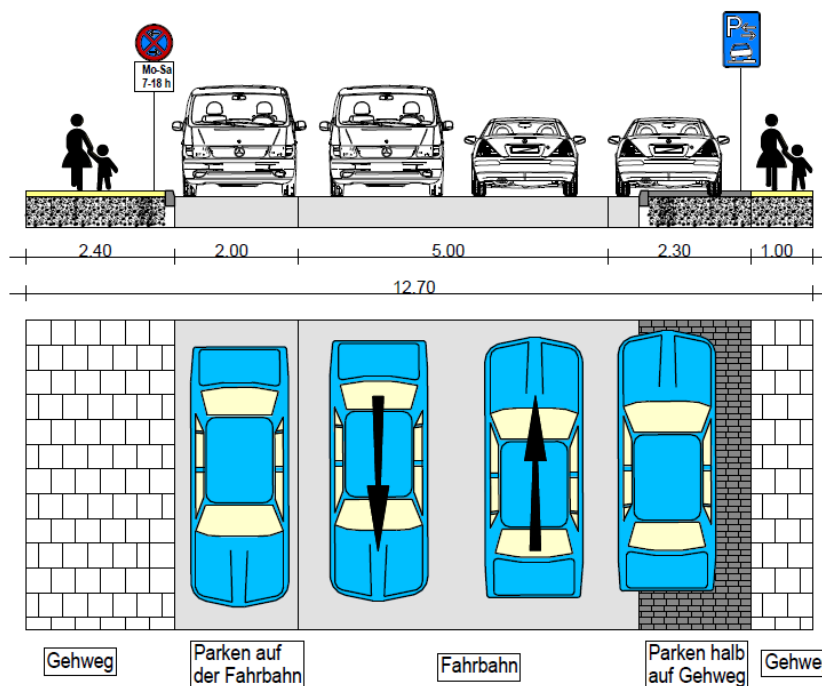 P
Mo-Sa
7-18 h
2.40
2.00
5.00
2.30
1.00
12.70
Gehweg
Parken auf
der Fahrbahn
Fahrbahn
Parken halb
auf Gehweg
Gehwe